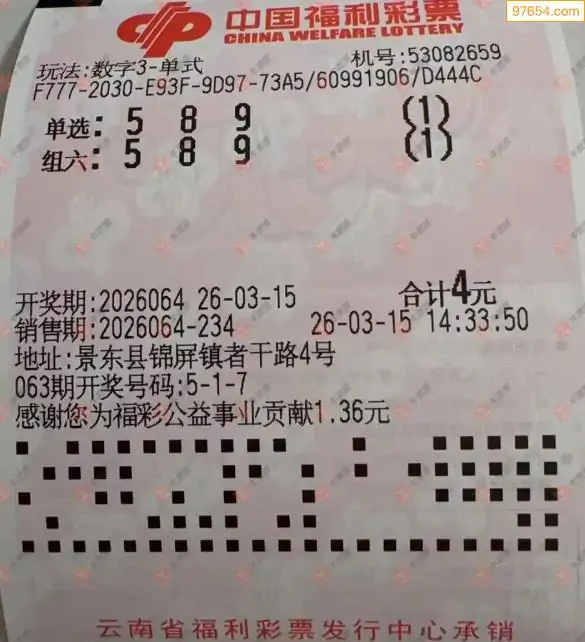 97654.com
中国福利彩票
CHINA WELFARE LOTTERY
玩法:数字3-单式 机号:53082659
F777-2030-E93F-9D97-73A5/60991906/D444C
单选: 5 8 9 (1)
组六: 5 8 9 (1)
开奖期:2026064 26-03-15 合计4元
销售期:2026064-234 26-03-15 14:33:50
地址:景东县锦屏镇者干路4号
063期开奖号码:5-1-7
感谢您为福彩公益事业贡献1.36元
云南省福利彩票发行中心承销